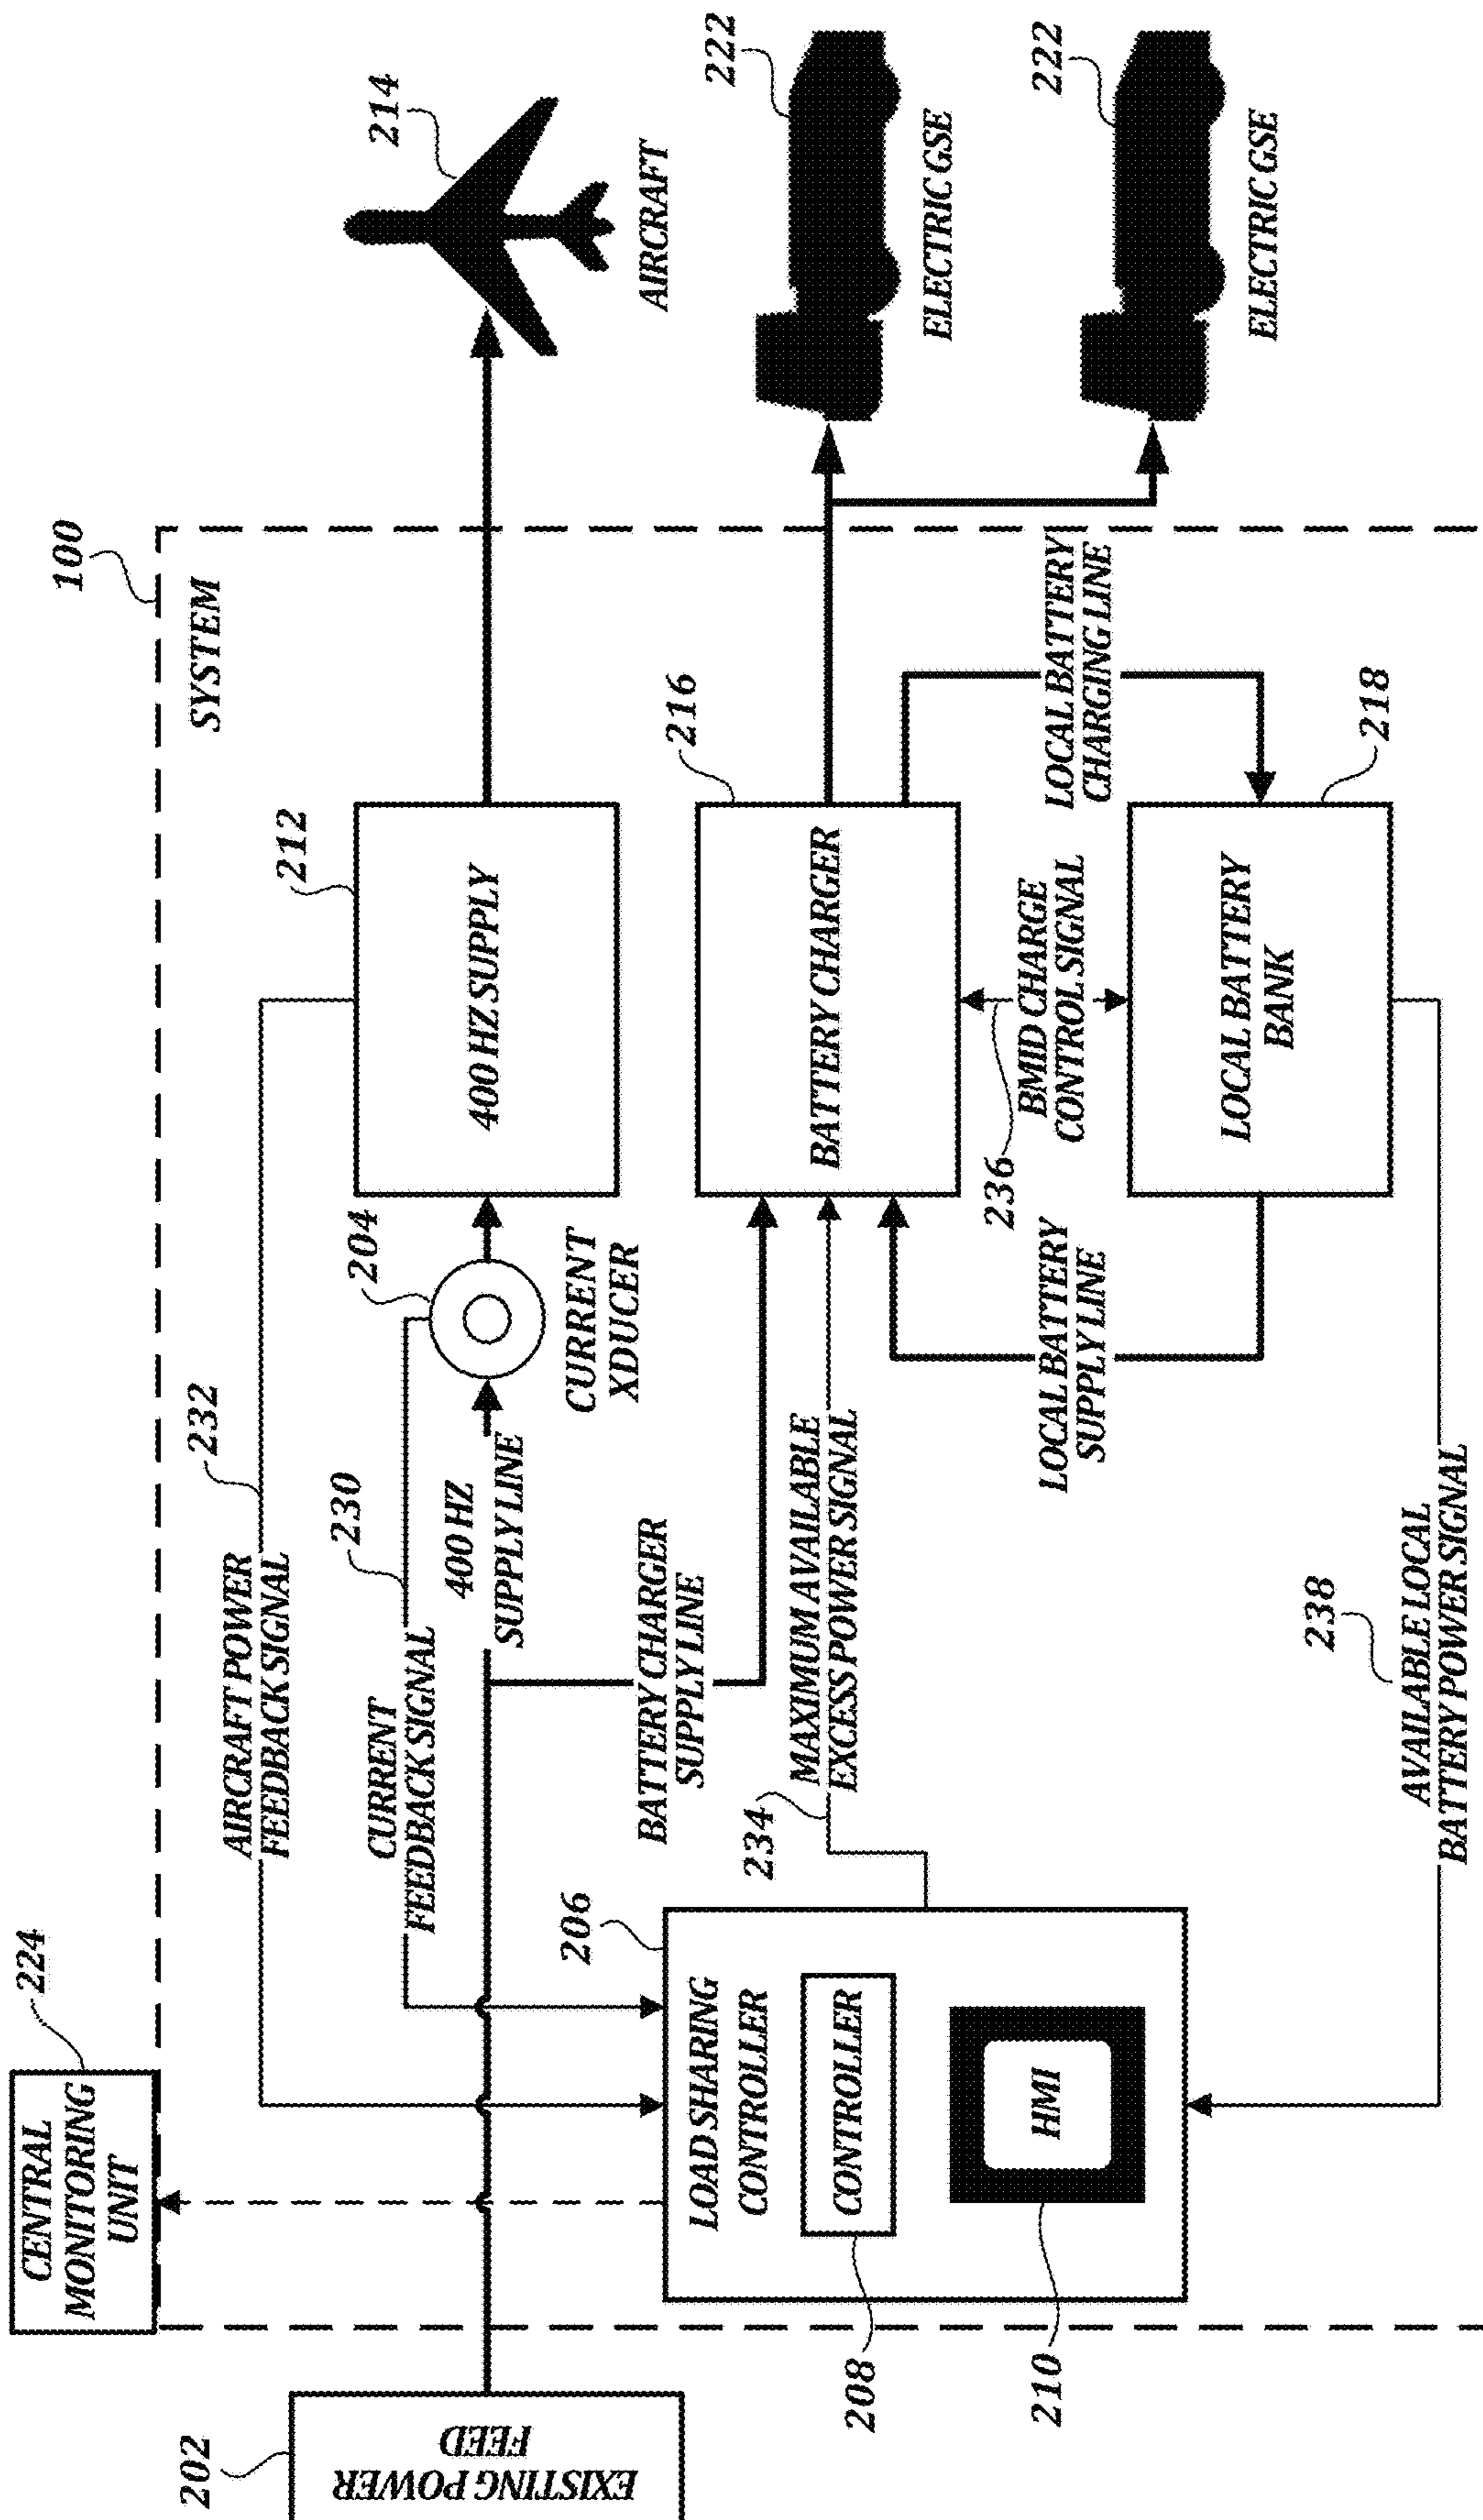 100
SYSTEM
224
CENTRAL
MONITORING
UNIT
202
EXISTING POWER
FEED
AIRCRAFT POWER
FEEDBACK SIGNAL
232
CURRENT
FEEDBACK SIGNAL
230
400 HZ
SUPPLY LINE
204
CURRENT
XDUCER
212
400 HZ SUPPLY
214
AIRCRAFT
BATTERY CHARGER
SUPPLY LINE
206
LOAD SHARING
CONTROLLER
CONTROLLER
208
HMI
210
234
MAXIMUM AVAILABLE
EXCESS POWER SIGNAL
216
BATTERY CHARGER
222
ELECTRIC GSE
222
ELECTRIC GSE
LOCAL BATTERY
SUPPLY LINE
236
BMID CHARGE
CONTROL SIGNAL
LOCAL BATTERY
CHARGING LINE
218
LOCAL BATTERY
BANK
238
AVAILABLE LOCAL
BATTERY POWER SIGNAL